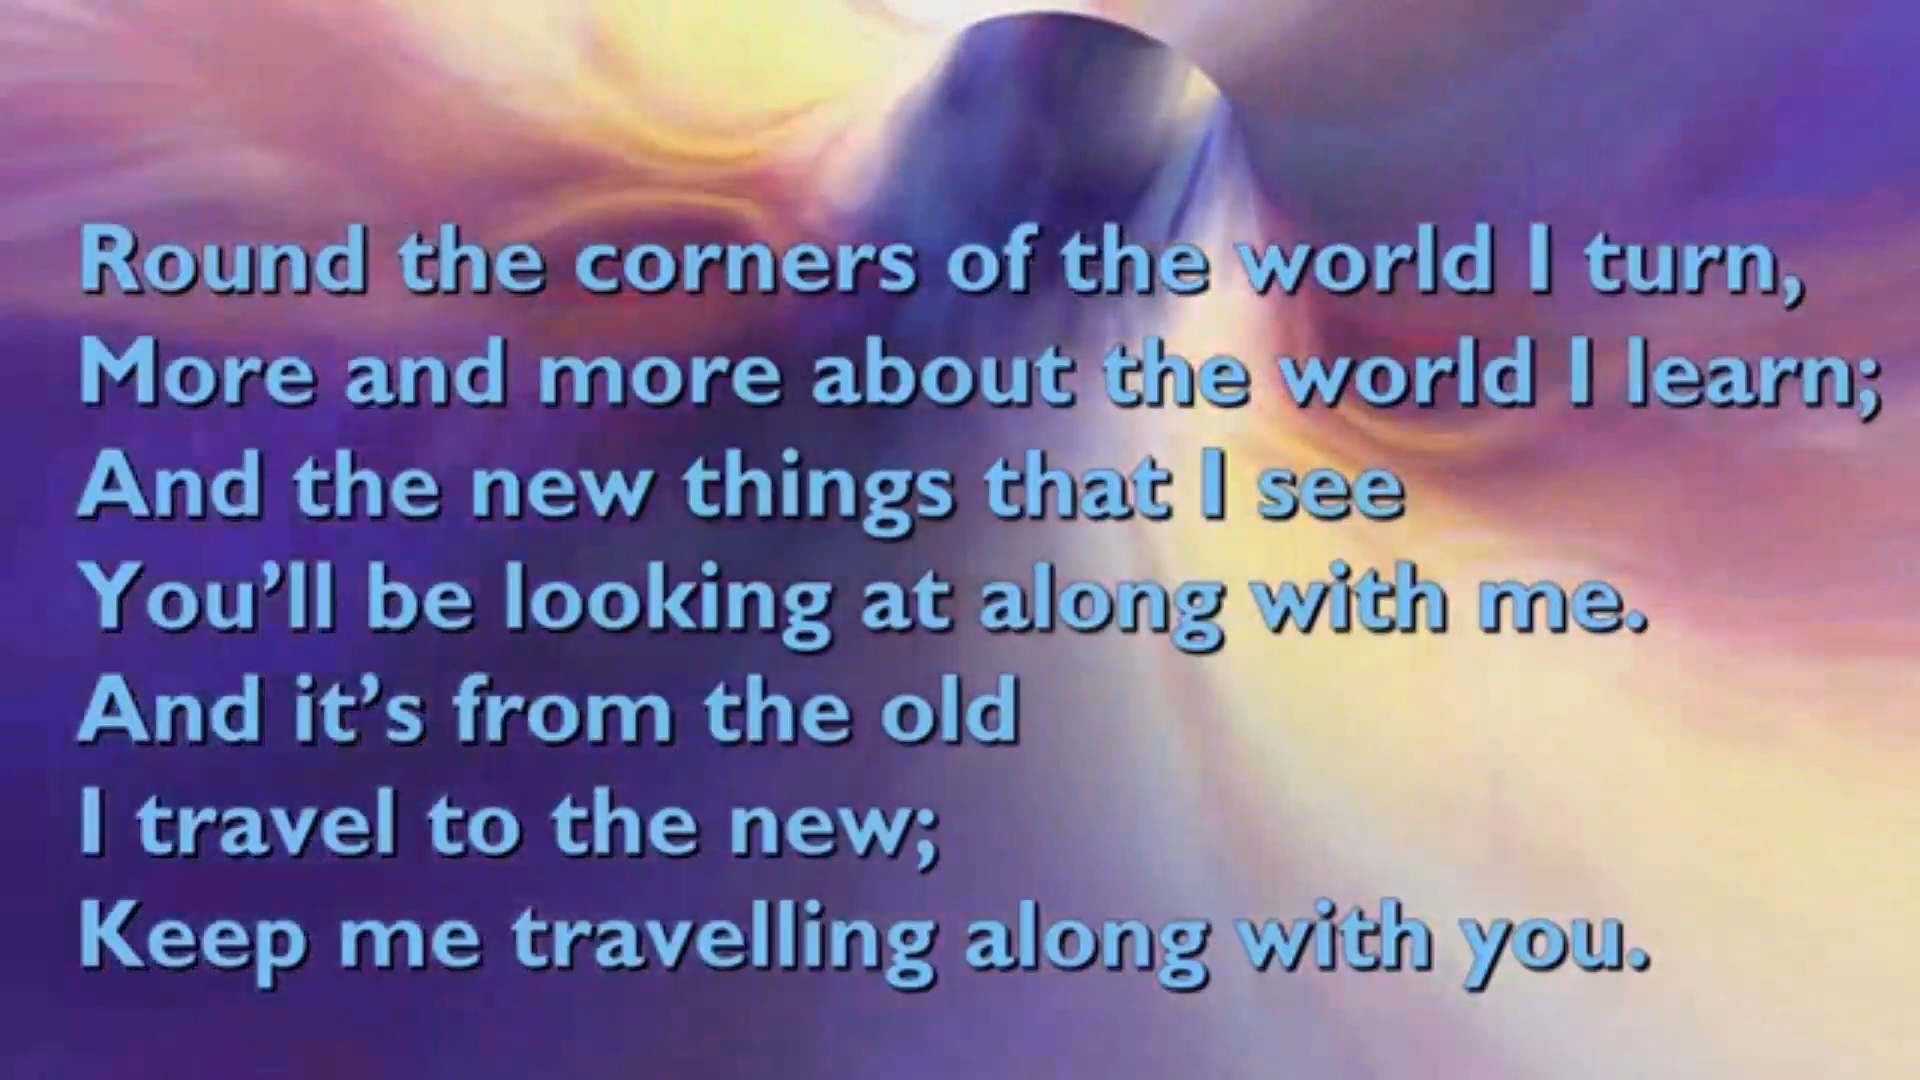 Round the corners of the world I turn,
More and more about the world I learn;
And the new things that I see
You’ll be looking at along with me.
And it’s from the old
I travel to the new;
Keep me travelling along with you.